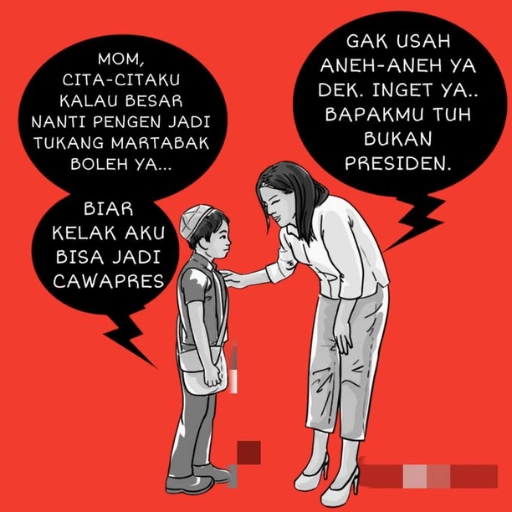 MOM,
CITA-CITAKU
KALAU BESAR
NANTI PENGEN JADI
TUKANG MARTABAK
BOLEH YA...
BIAR
KELAK AKU
BISA JADI
CAWAPRES
GAK USAH
ANEH-ANEH YA
DEK. INGET YA..
BAPAKMU TUH
BUKAN
PRESIDEN.